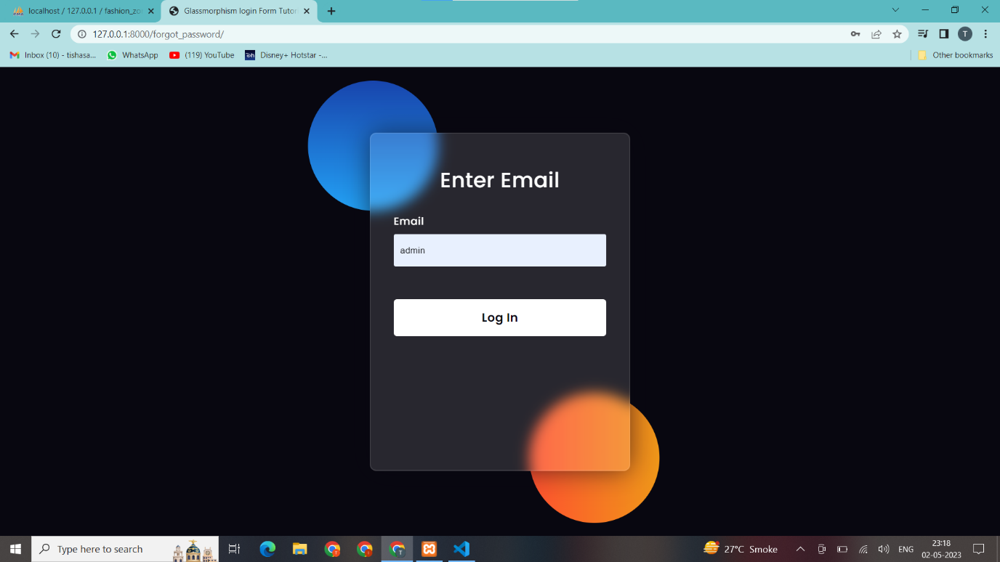 localhost / 127.0.0.1 / fashion_zo
Glassmorphism login Form Tutor
127.0.0.1:8000/forgot_password/
T
Inbox (10) - tishasa...
WhatsApp
(119) YouTube
Disney+ Hotstar -...
Other bookmarks
Enter Email
Email
admin
Log In
Type here to search
27°C Smoke
ENG
23:18
02-05-2023